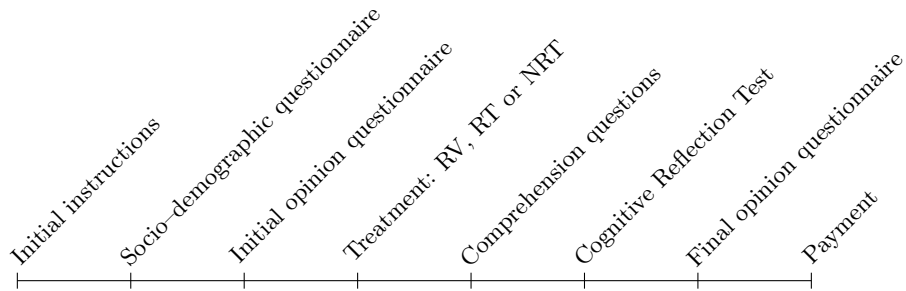 Initial instructions
Socio–demographic questionnaire
Initial opinion questionnaire
Treatment: RV, RT or NRT
Comprehension questions
Cognitive Reflection Test
Final opinion questionnaire
Payment